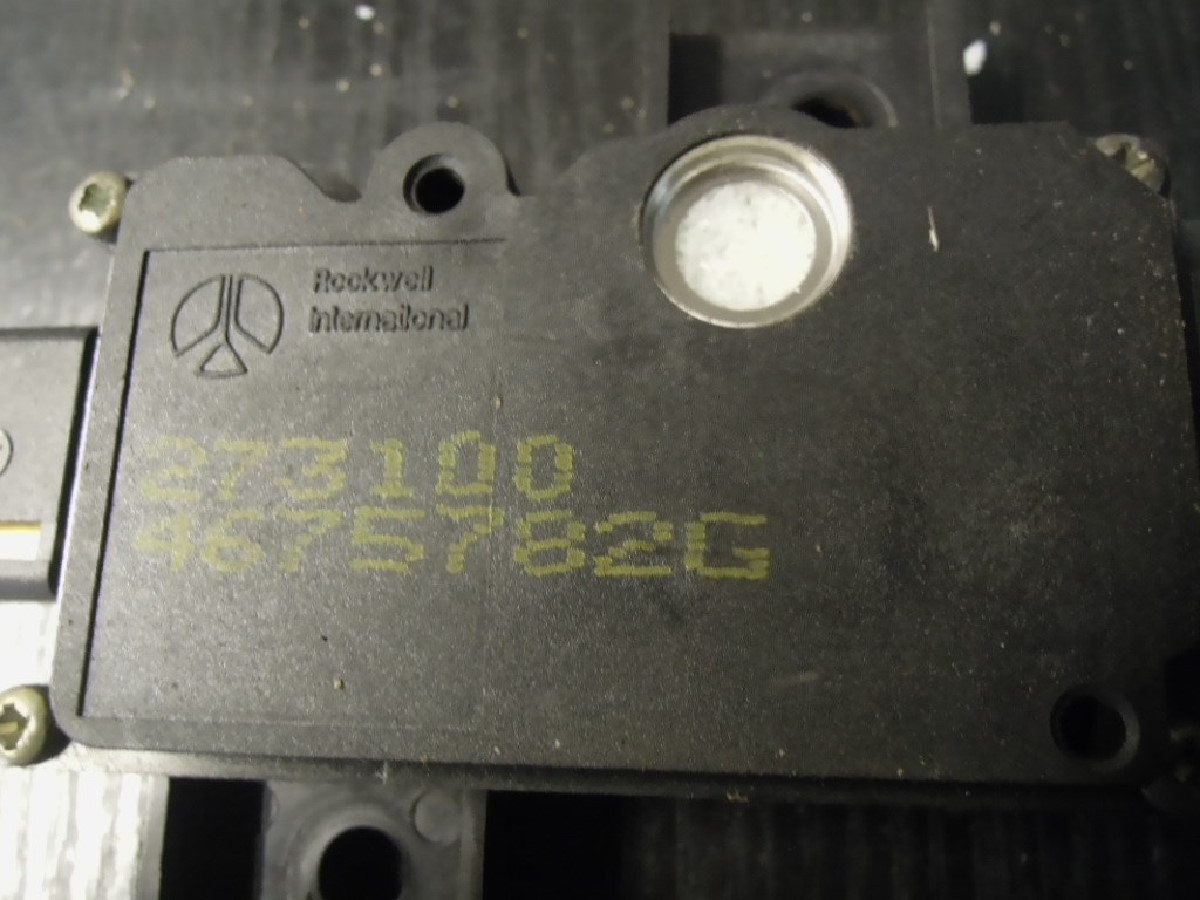 Rockwell
International
273100
4675782G